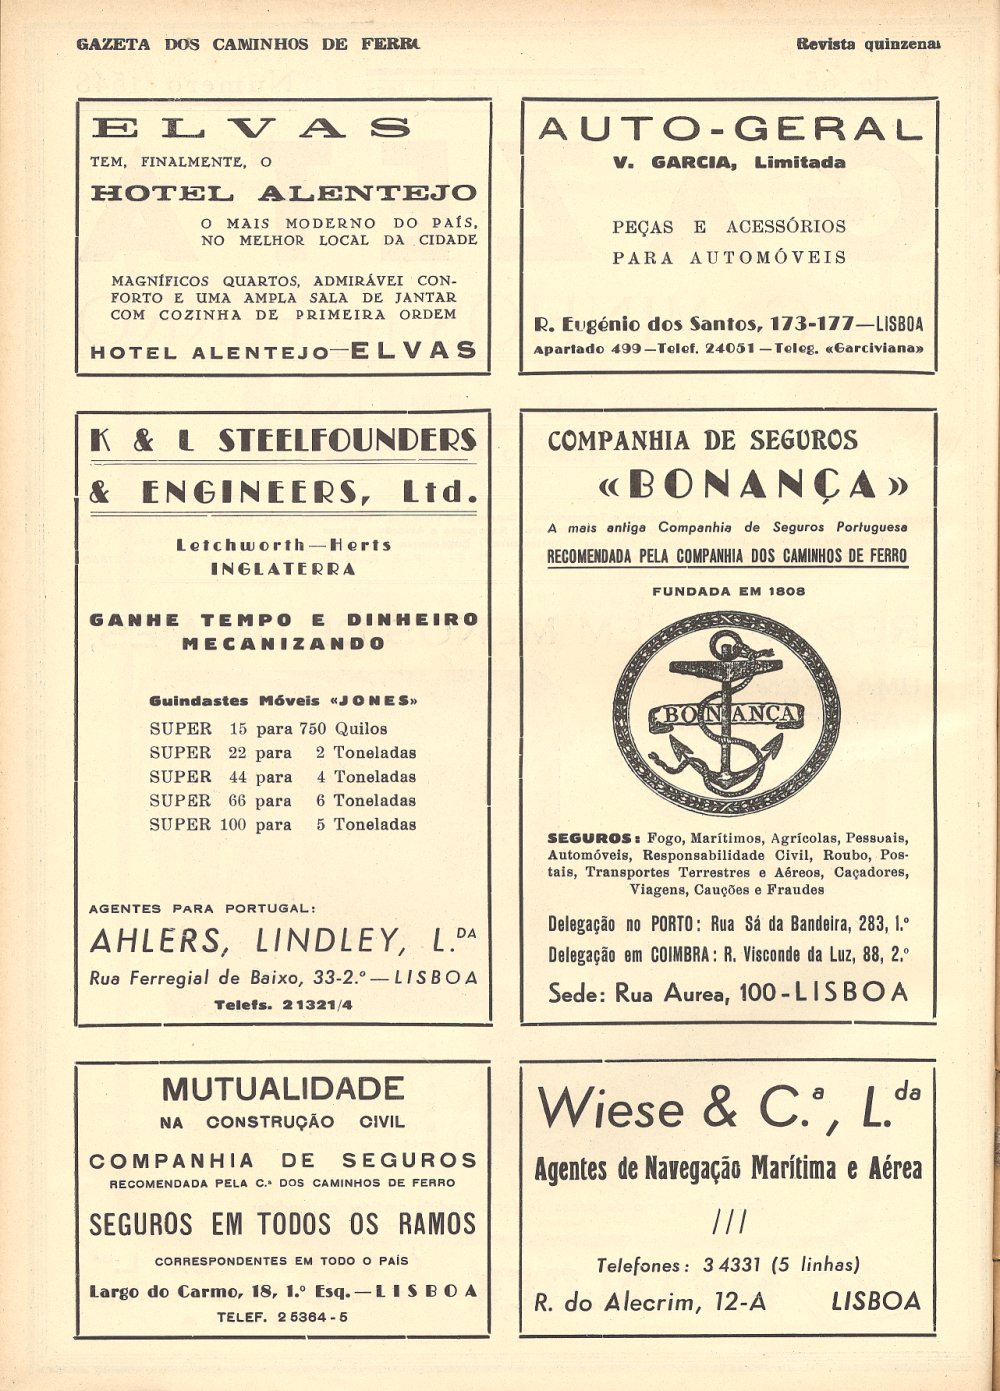 GAZETA DOS CAMINHOS DE FERRO
Revista quinzenal
ELVAS
TEM, FINALMENTE, O
HOTEL ALENTEJO
O MAIS MODERNO DO PAÍS,
NO MELHOR LOCAL DA CIDADE
MAGNÍFICOS QUARTOS, ADMIRÁVEI CON-
FORTO E UMA AMPLA SALA DE JANTAR
COM COZINHA DE PRIMEIRA ORDEM
HOTEL ALENTEJO—ELVAS
AUTO-GERAL
V. GARCIA, Limitada
PEÇAS E ACESSÓRIOS
PARA AUTOMÓVEIS
R. Eugénio dos Santos, 173-177—LISBOA
Apartado 499—Telef. 24051—Teleg. «Garciviana»
K & L STEELFOUNDERS
& ENGINEERS, Ltd.
Letchworth—Herts
INGLATERRA
GANHE TEMPO E DINHEIRO
MECANIZANDO
Guindastes Móveis «JONES»
SUPER 15 para 750 Quilos
SUPER 22 para 2 Toneladas
SUPER 44 para 4 Toneladas
SUPER 66 para 6 Toneladas
SUPER 100 para 5 Toneladas
AGENTES PARA PORTUGAL:
AHLERS, LINDLEY, L.DA
Rua Ferregial de Baixo, 33-2.º—LISBOA
Telefs. 21321/4
COMPANHIA DE SEGUROS
«BONANÇA»
A mais antiga Companhia de Seguros Portuguesa
RECOMENDADA PELA COMPANHIA DOS CAMINHOS DE FERRO
FUNDADA EM 1808
BONANÇA
SEGUROS: Fogo, Marítimos, Agrícolas, Pessoais,
Automóveis, Responsabilidade Civil, Roubo, Pos-
tais, Transportes Terrestres e Aéreos, Caçadores,
Viagens, Cauções e Fraudes
Delegação no PORTO: Rua Sá da Bandeira, 283, 1.º
Delegação em COIMBRA: R. Visconde da Luz, 88, 2.º
Sede: Rua Aurea, 100-LISBOA
MUTUALIDADE
NA CONSTRUÇÃO CIVIL
COMPANHIA DE SEGUROS
RECOMENDADA PELA C.ª DOS CAMINHOS DE FERRO
SEGUROS EM TODOS OS RAMOS
CORRESPONDENTES EM TODO O PAÍS
Largo do Carmo, 18, 1.º Esq.—LISBOA
TELEF. 25364-5
Wiese & C.ª, L.da
Agentes de Navegação Marítima e Aérea
///
Telefones: 34331 (5 linhas)
R. do Alecrim, 12-A LISBOA